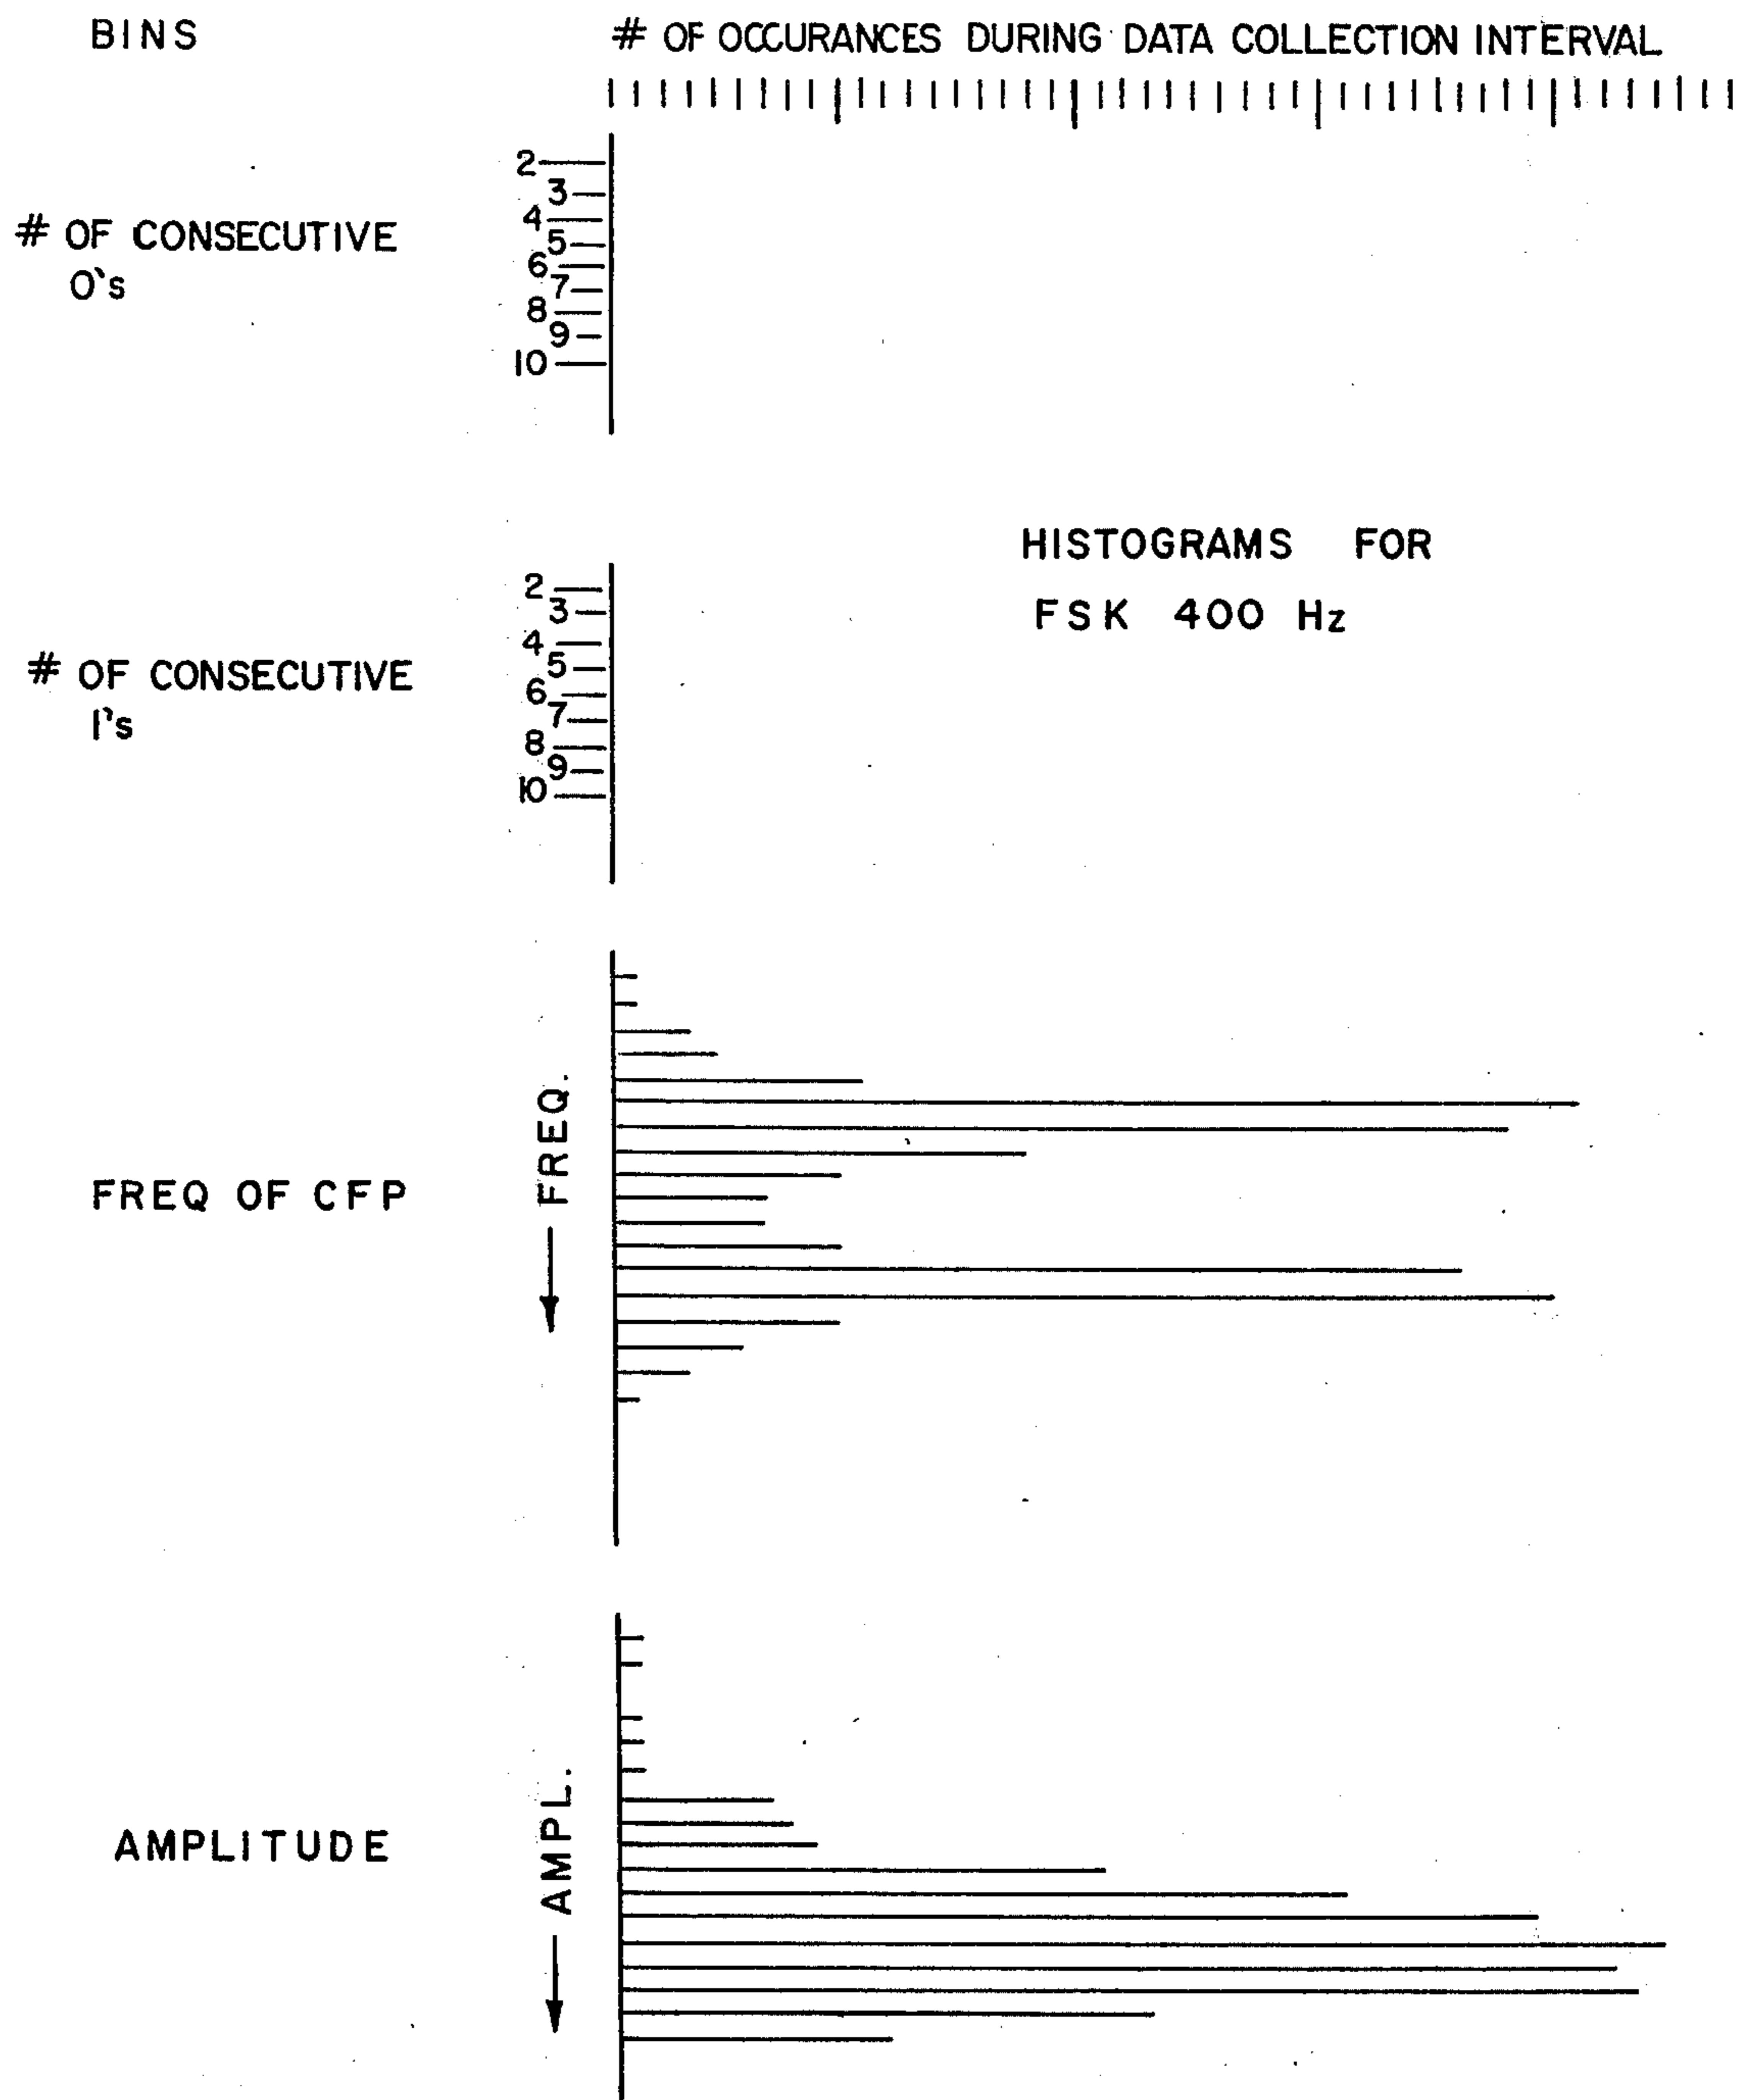 BINS
# OF OCCURANCES DURING DATA COLLECTION INTERVAL
# OF CONSECUTIVE
0's
2
3
4
5
6
7
8
9
10
HISTOGRAMS FOR
FSK 400 Hz
# OF CONSECUTIVE
1's
2
3
4
5
6
7
8
9
10
FREQ OF CFP
FREQ.
AMPLITUDE
AMPL.